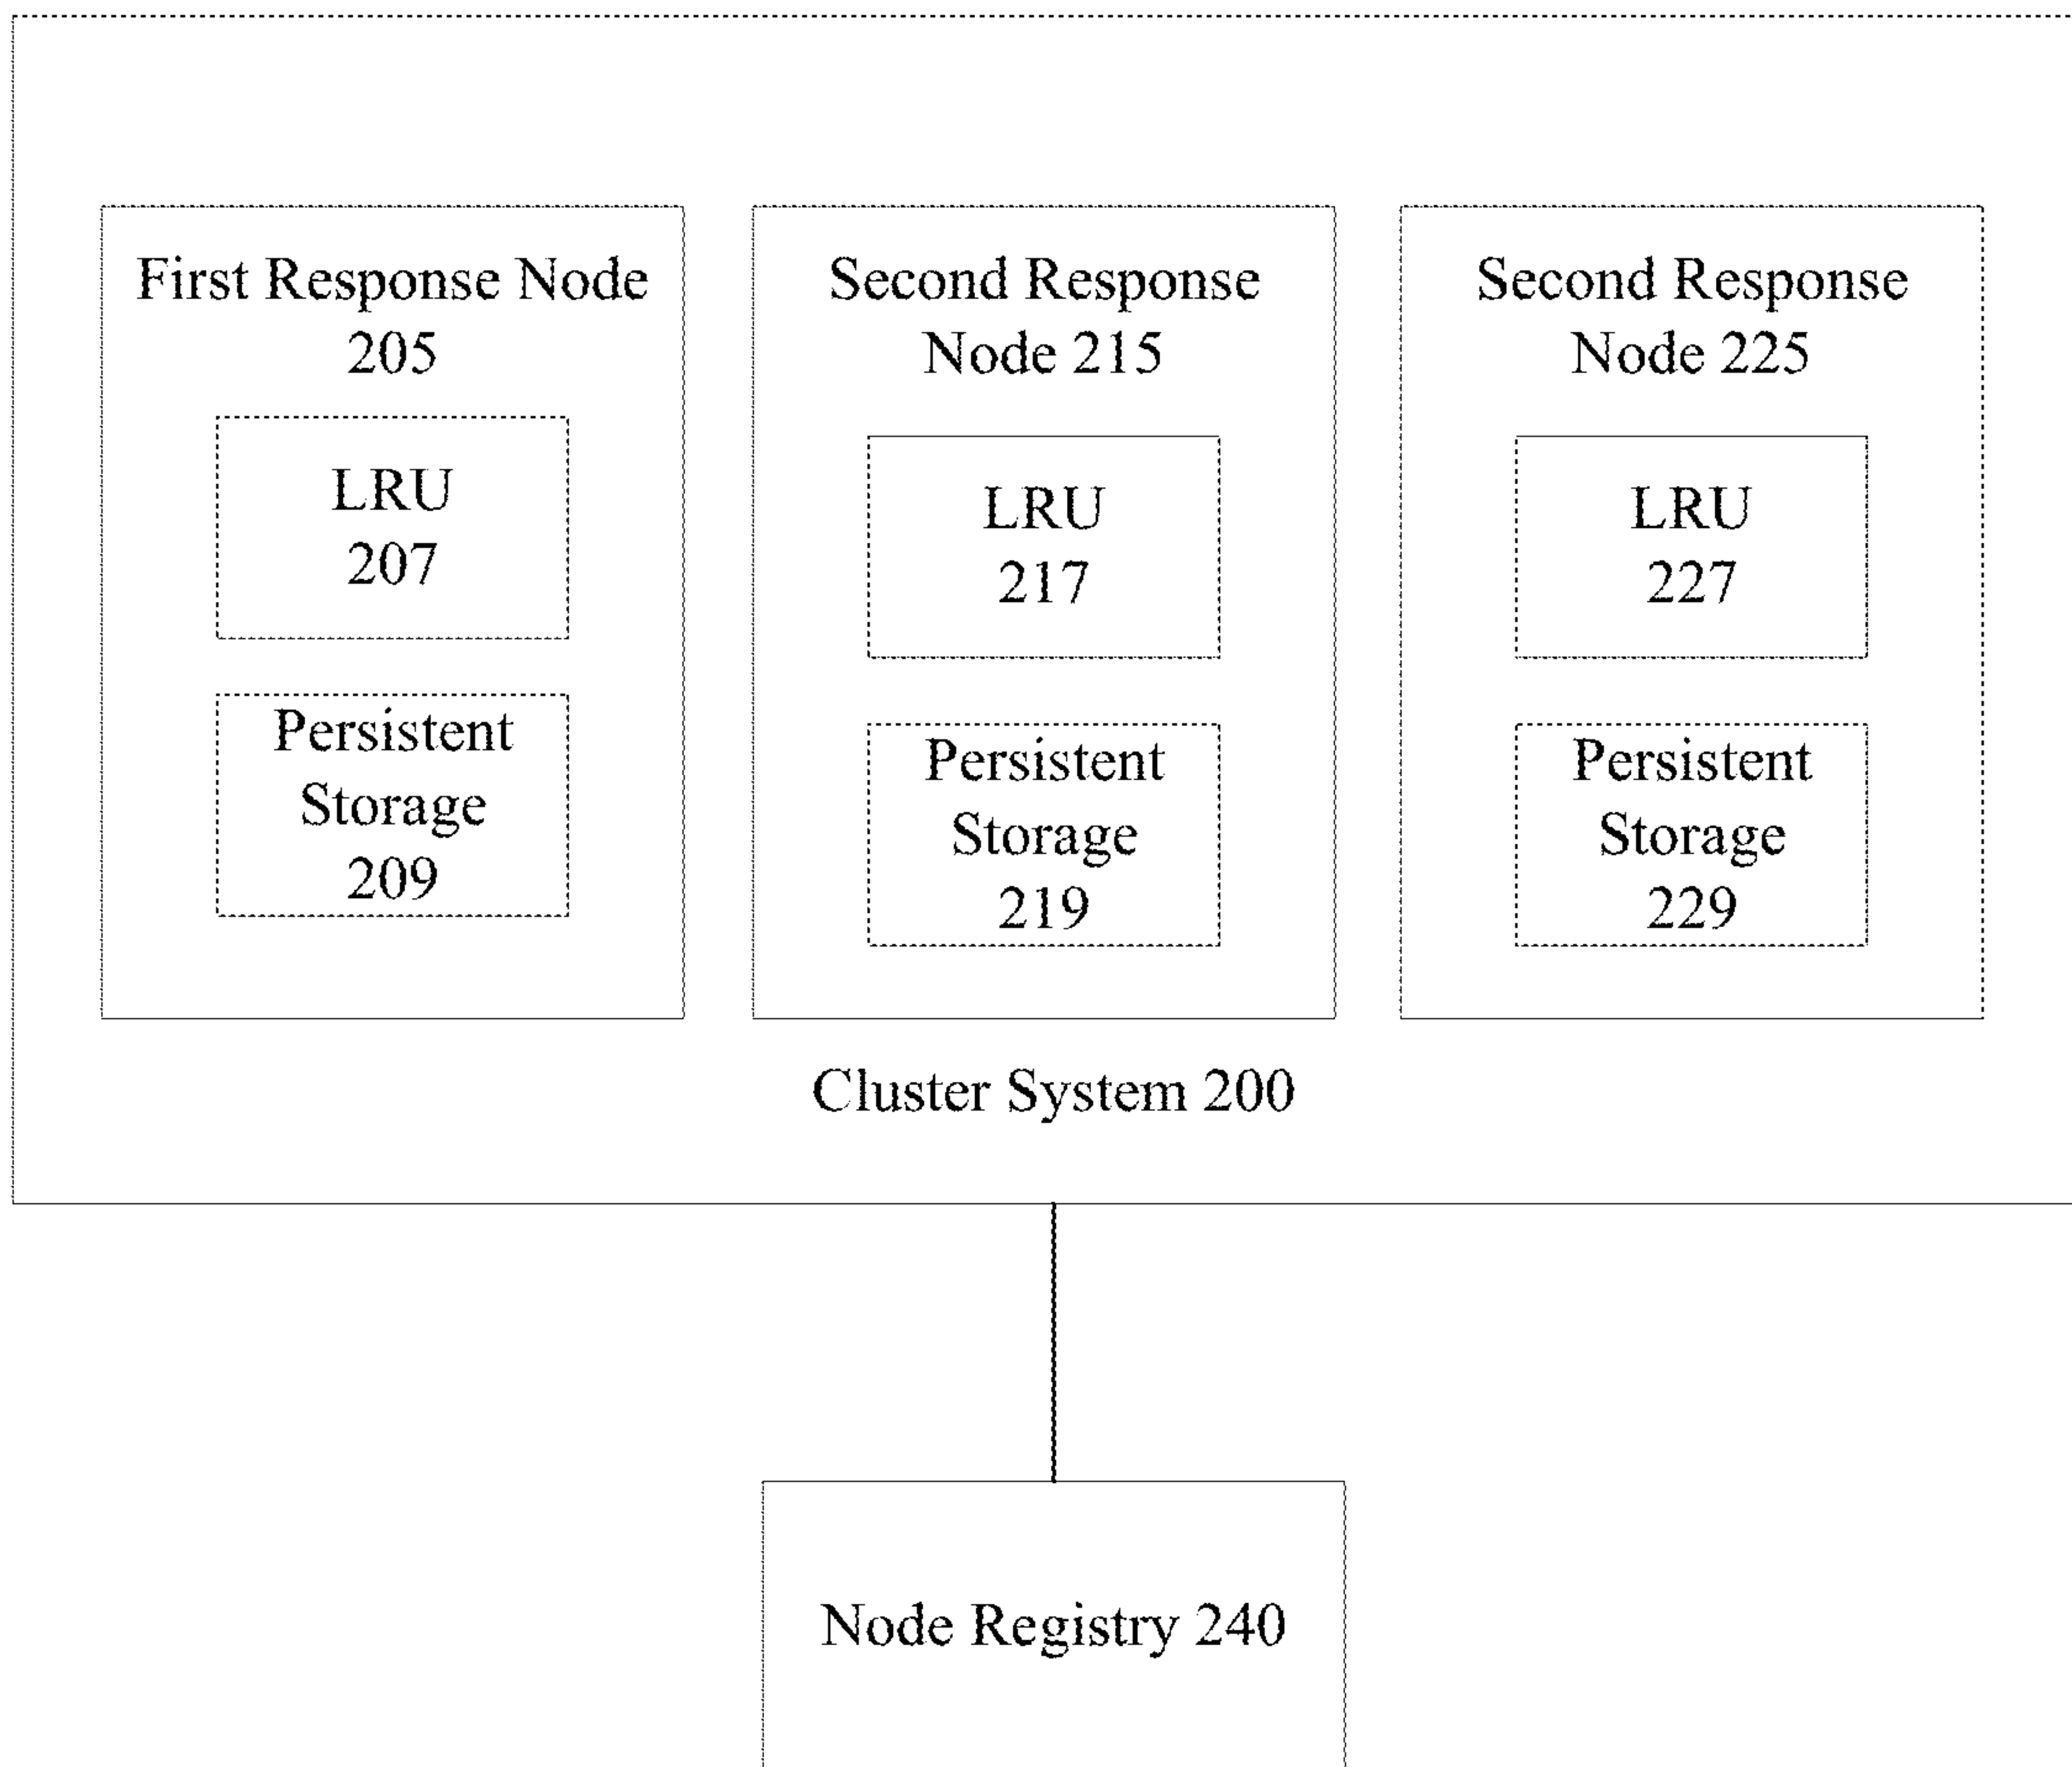 First Response Node
205
LRU
207
Persistent
Storage
209
Second Response
Node 215
LRU
217
Persistent
Storage
219
Second Response
Node 225
LRU
227
Persistent
Storage
229
Cluster System 200
Node Registry 240